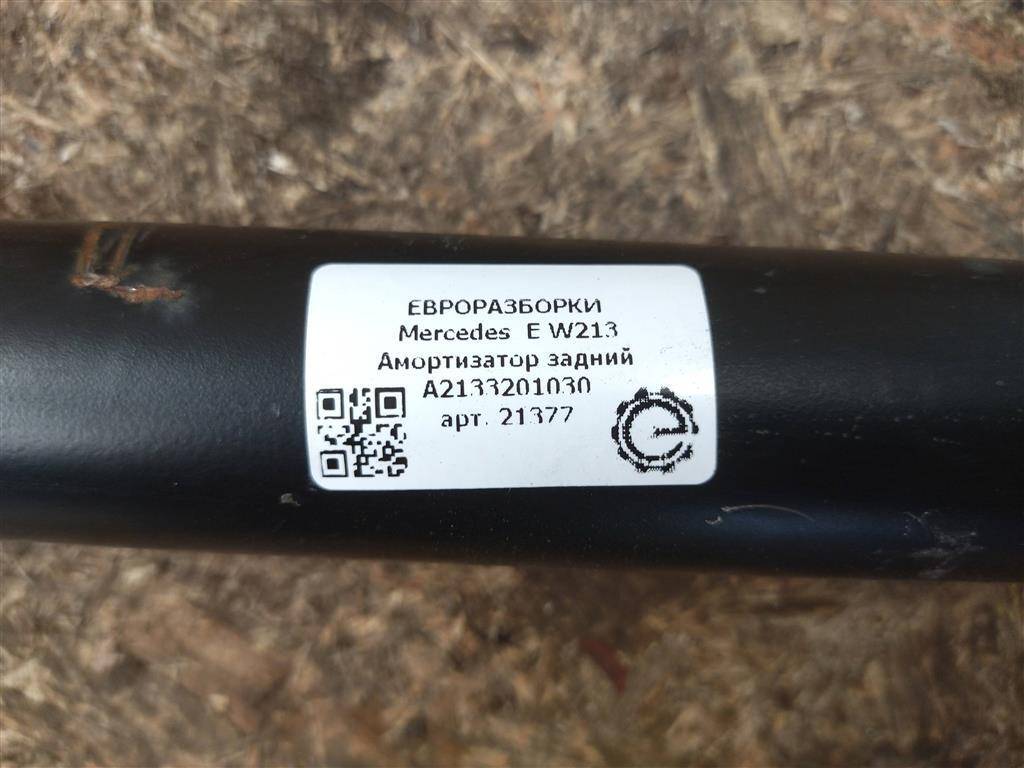 ЕВРОРАЗБОРКИ
Mercedes E W213
Амортизатор задний
A2133201030
арт. 21377